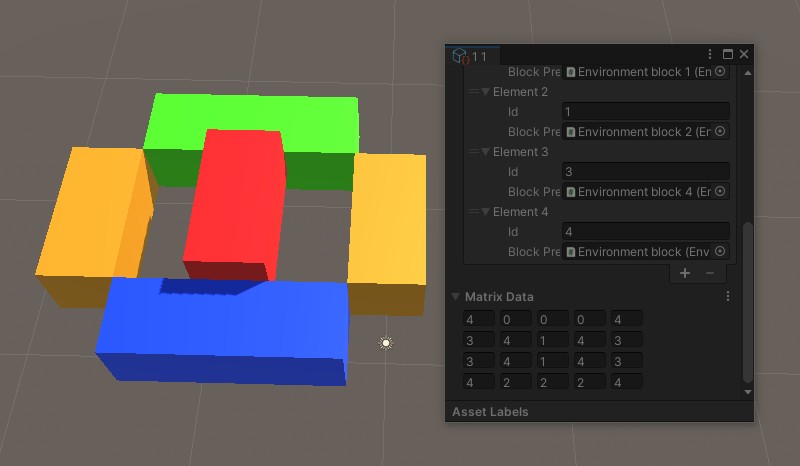 1 1
Block Pre Environment block 1 (En
Element 2
Id 1
Block Pre Environment block 2 (En
Element 3
Id 3
Block Pre Environment block 4 (En
Element 4
Id 4
Block Pre Environment block (Env
+ −
Matrix Data
4 0 0 0 4
3 4 1 4 3
3 4 1 4 3
4 2 2 2 4
Asset Labels